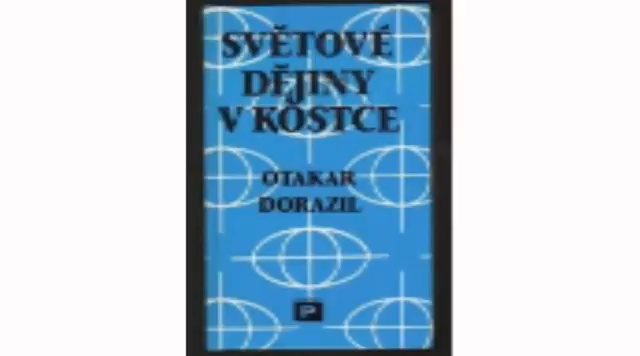 SVĚTOVÉ
DĚJINY
V KOSTCE
OTAKAR
DORAZIL
P